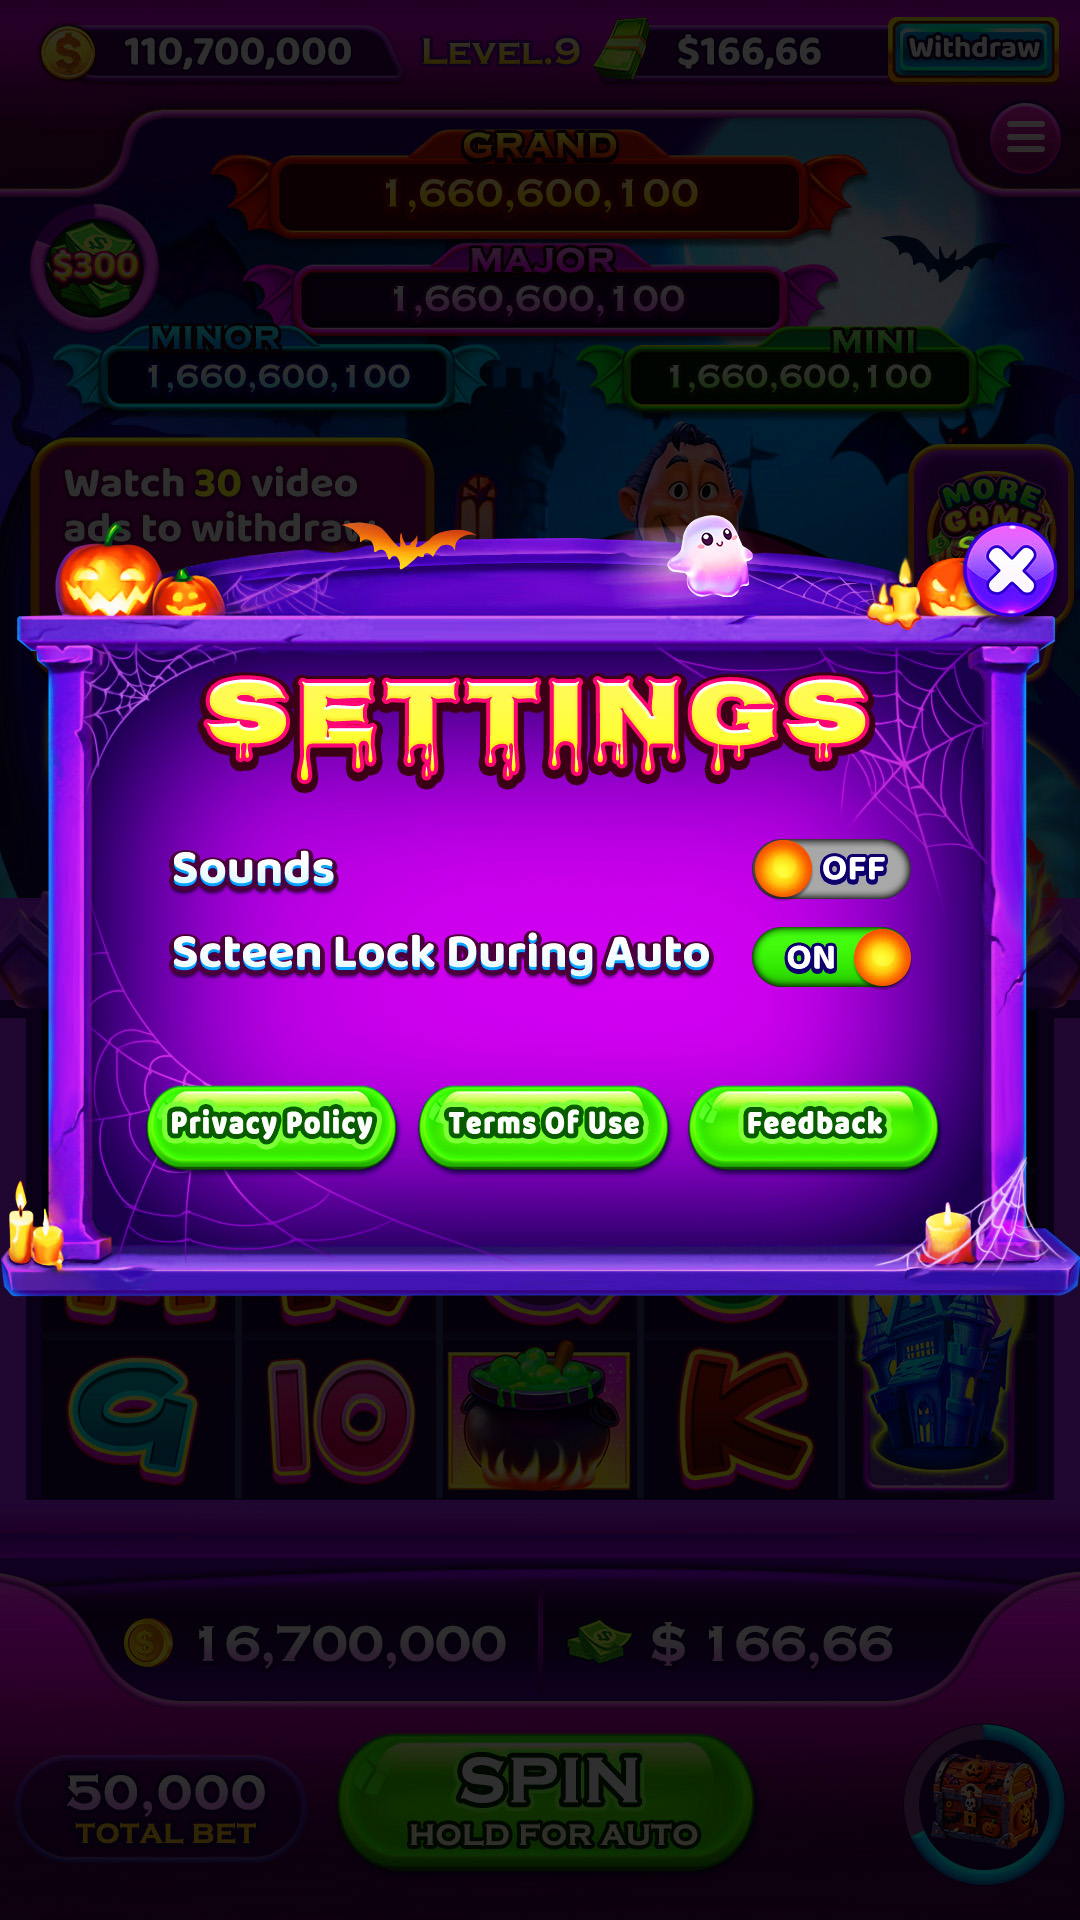 110,700,000
LEVEL.9
$166,66
Withdraw
GRAND
1,660,600,100
$300
MAJOR
1,660,600,100
MINOR
1,660,600,100
MINI
1,660,600,100
Watch 30 video
ads to withdraw
MORE
GAME
SETTINGS
Sounds
OFF
Scteen Lock During Auto
ON
Privacy Policy
Terms Of Use
Feedback
9
10
K
16,700,000
$ 166,66
50,000
TOTAL BET
SPIN
HOLD FOR AUTO